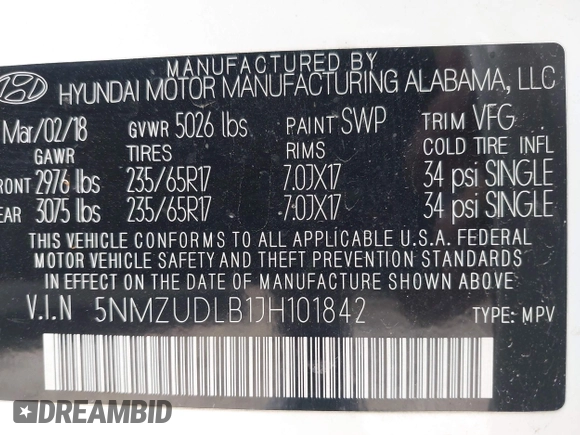 MANUFACTURED BY
HYUNDAI MOTOR MANUFACTURING ALABAMA, LLC
Mar/02/18 GVWR 5026 lbs PAINT SWP TRIM VFG
GAWR TIRES RIMS COLD TIRE INFL
FRONT 2976 lbs 235/65R17 7.0JX17 34 psi SINGLE
EAR 3075 lbs 235/65R17 7.0JX17 34 psi SINGLE
THIS VEHICLE CONFORMS TO ALL APPLICABLE U.S.A. FEDERAL
MOTOR VEHICLE SAFETY AND THEFT PREVENTION STANDARDS
IN EFFECT ON THE DATE OF MANUFACTURE SHOWN ABOVE
V.I.N 5NMZUDLB1JH101842 TYPE: MPV
DREAMBID